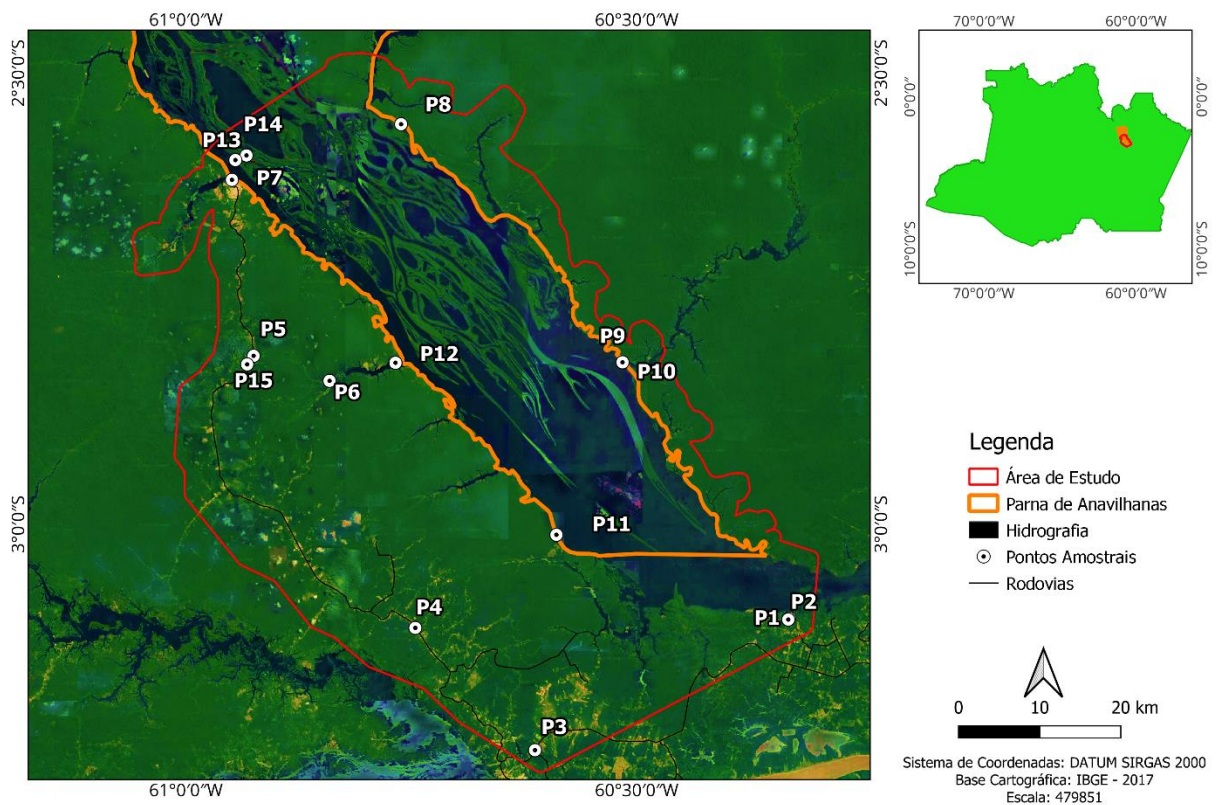 61°0'0"W
60°30'0"W
2°30'0"S
2°30'0"S
3°0'0"S
3°0'0"S
61°0'0"W
60°30'0"W
P8
P14
P13
P7
P5
P15
P6
P12
P9
P10
P11
P4
P2
P1
P3
70°0'0"W
60°0'0"W
0°0'0"
0°0'0"
10°0'0"S
10°0'0"S
70°0'0"W
60°0'0"W
Legenda
Área de Estudo
Parna de Anavilhanas
Hidrografia
Pontos Amostrais
Rodovias
0
10
20 km
Sistema de Coordenadas: DATUM SIRGAS 2000
Base Cartográfica: IBGE - 2017
Escala: 479851